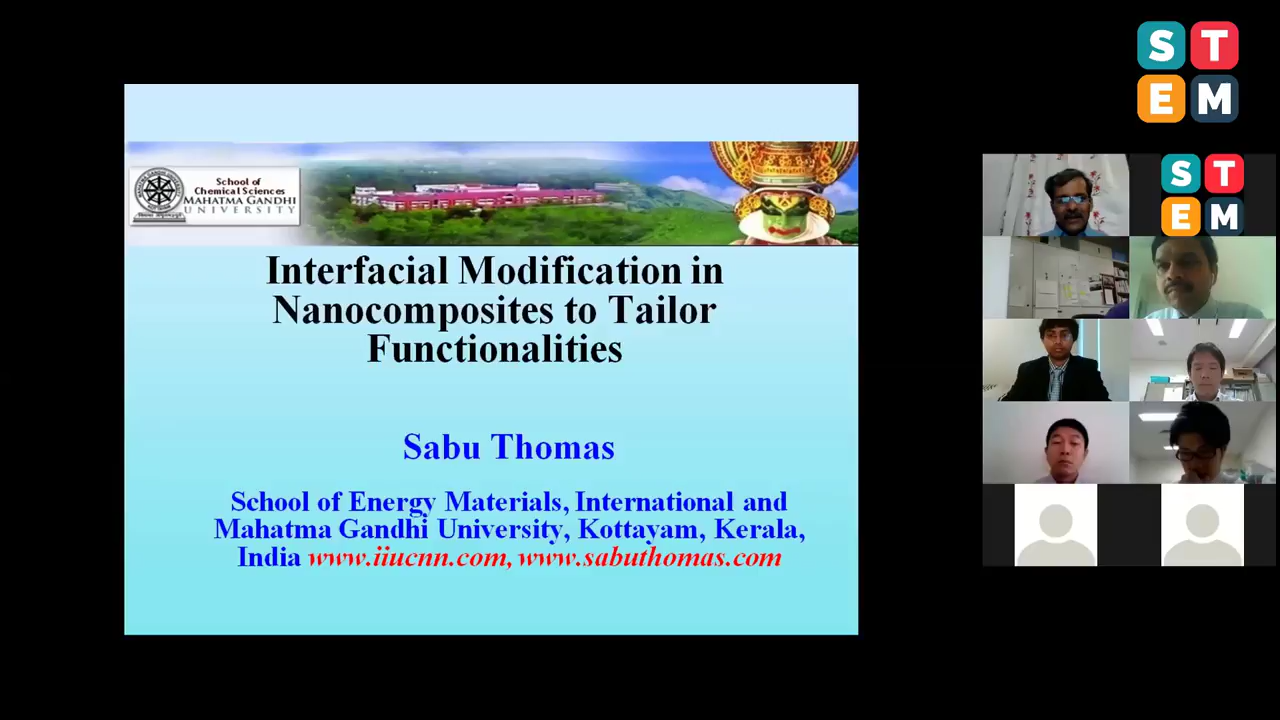 S T
E M
School of
Chemical Sciences
MAHATMA GANDHI
UNIVERSITY
Interfacial Modification in
Nanocomposites to Tailor
Functionalities
Sabu Thomas
School of Energy Materials, International and
Mahatma Gandhi University, Kottayam, Kerala,
India www.iiucnn.com, www.sabuthomas.com
S T
E M